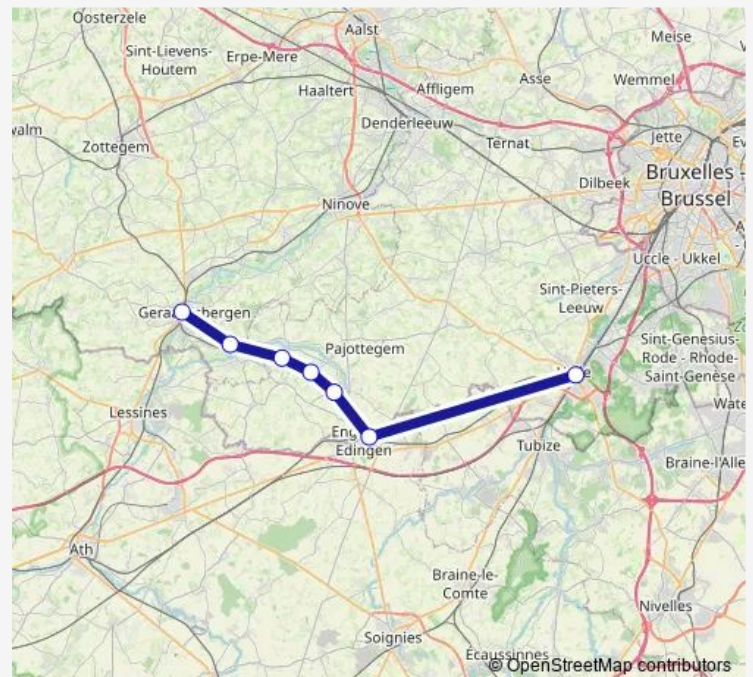 Oosterzele
Aalst
Meise
Sint-Lievens-
Houtem
Erpe-Mere
Asse
Wemmel
Haaltert
Affligem
Denderleeuw
Jette
Zottegem
Ternat
Bruxelles -
Brussel
Dilbeek
Ninove
Uccle - Ukkel
Sint-Pieters-
Leeuw
Pajottegem
Sint-Genesius-
Rode - Rhode-
Saint-Genèse
Lessines
Edingen
Tubize
Braine-l'Alle
Ath
Braine-le-
Comte
Nivelles
Soignies
Écaussinnes
© OpenStreetMap contributors